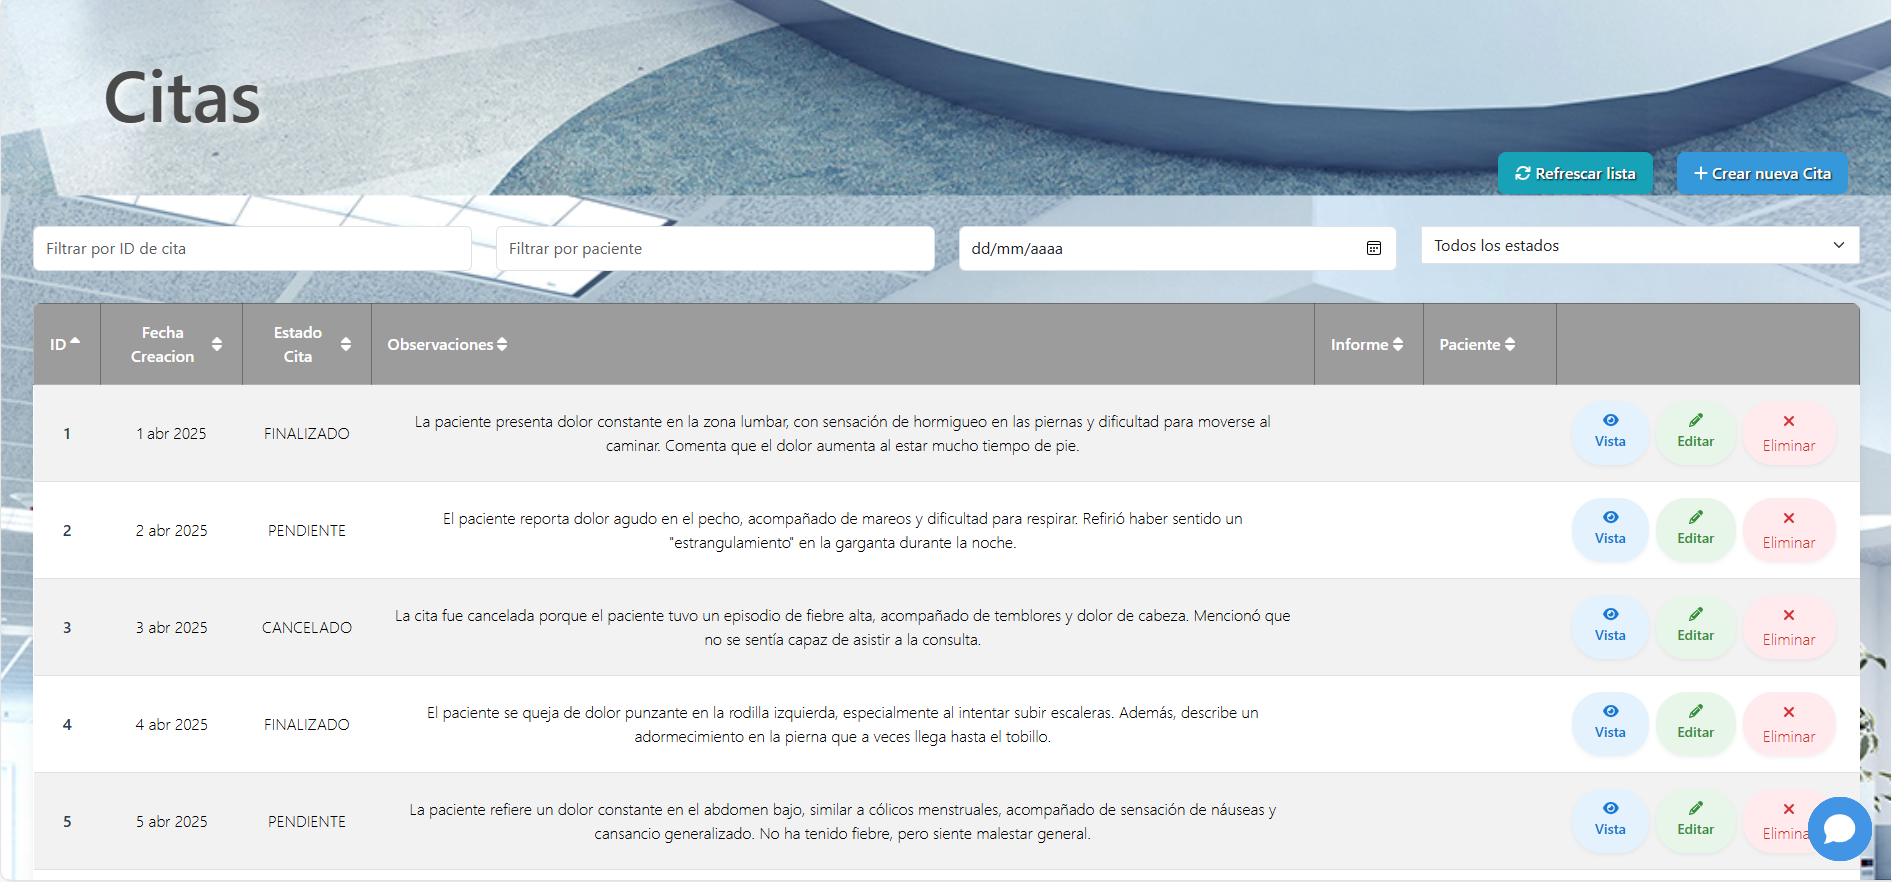 Citas
Refrescar lista
Crear nueva Cita
Filtrar por ID de cita
Filtrar por paciente
dd/mm/aaaa
Todos los estados
ID
Fecha
Creacion
Estado
Cita
Observaciones
Informe
Paciente
1
1 abr 2025
FINALIZADO
La paciente presenta dolor constante en la zona lumbar, con sensación de hormigueo en las piernas y dificultad para moverse al
caminar. Comenta que el dolor aumenta al estar mucho tiempo de pie.
Vista
Editar
Eliminar
2
2 abr 2025
PENDIENTE
El paciente reporta dolor agudo en el pecho, acompañado de mareos y dificultad para respirar. Refirió haber sentido un
"estrangulamiento" en la garganta durante la noche.
Vista
Editar
Eliminar
3
3 abr 2025
CANCELADO
La cita fue cancelada porque el paciente tuvo un episodio de fiebre alta, acompañado de temblores y dolor de cabeza. Mencionó que
no se sentía capaz de asistir a la consulta.
Vista
Editar
Eliminar
4
4 abr 2025
FINALIZADO
El paciente se queja de dolor punzante en la rodilla izquierda, especialmente al intentar subir escaleras. Además, describe un
adormecimiento en la pierna que a veces llega hasta el tobillo.
Vista
Editar
Eliminar
5
5 abr 2025
PENDIENTE
La paciente refiere un dolor constante en el abdomen bajo, similar a cólicos menstruales, acompañado de sensación de náuseas y
cansancio generalizado. No ha tenido fiebre, pero siente malestar general.
Vista
Editar
Elimina